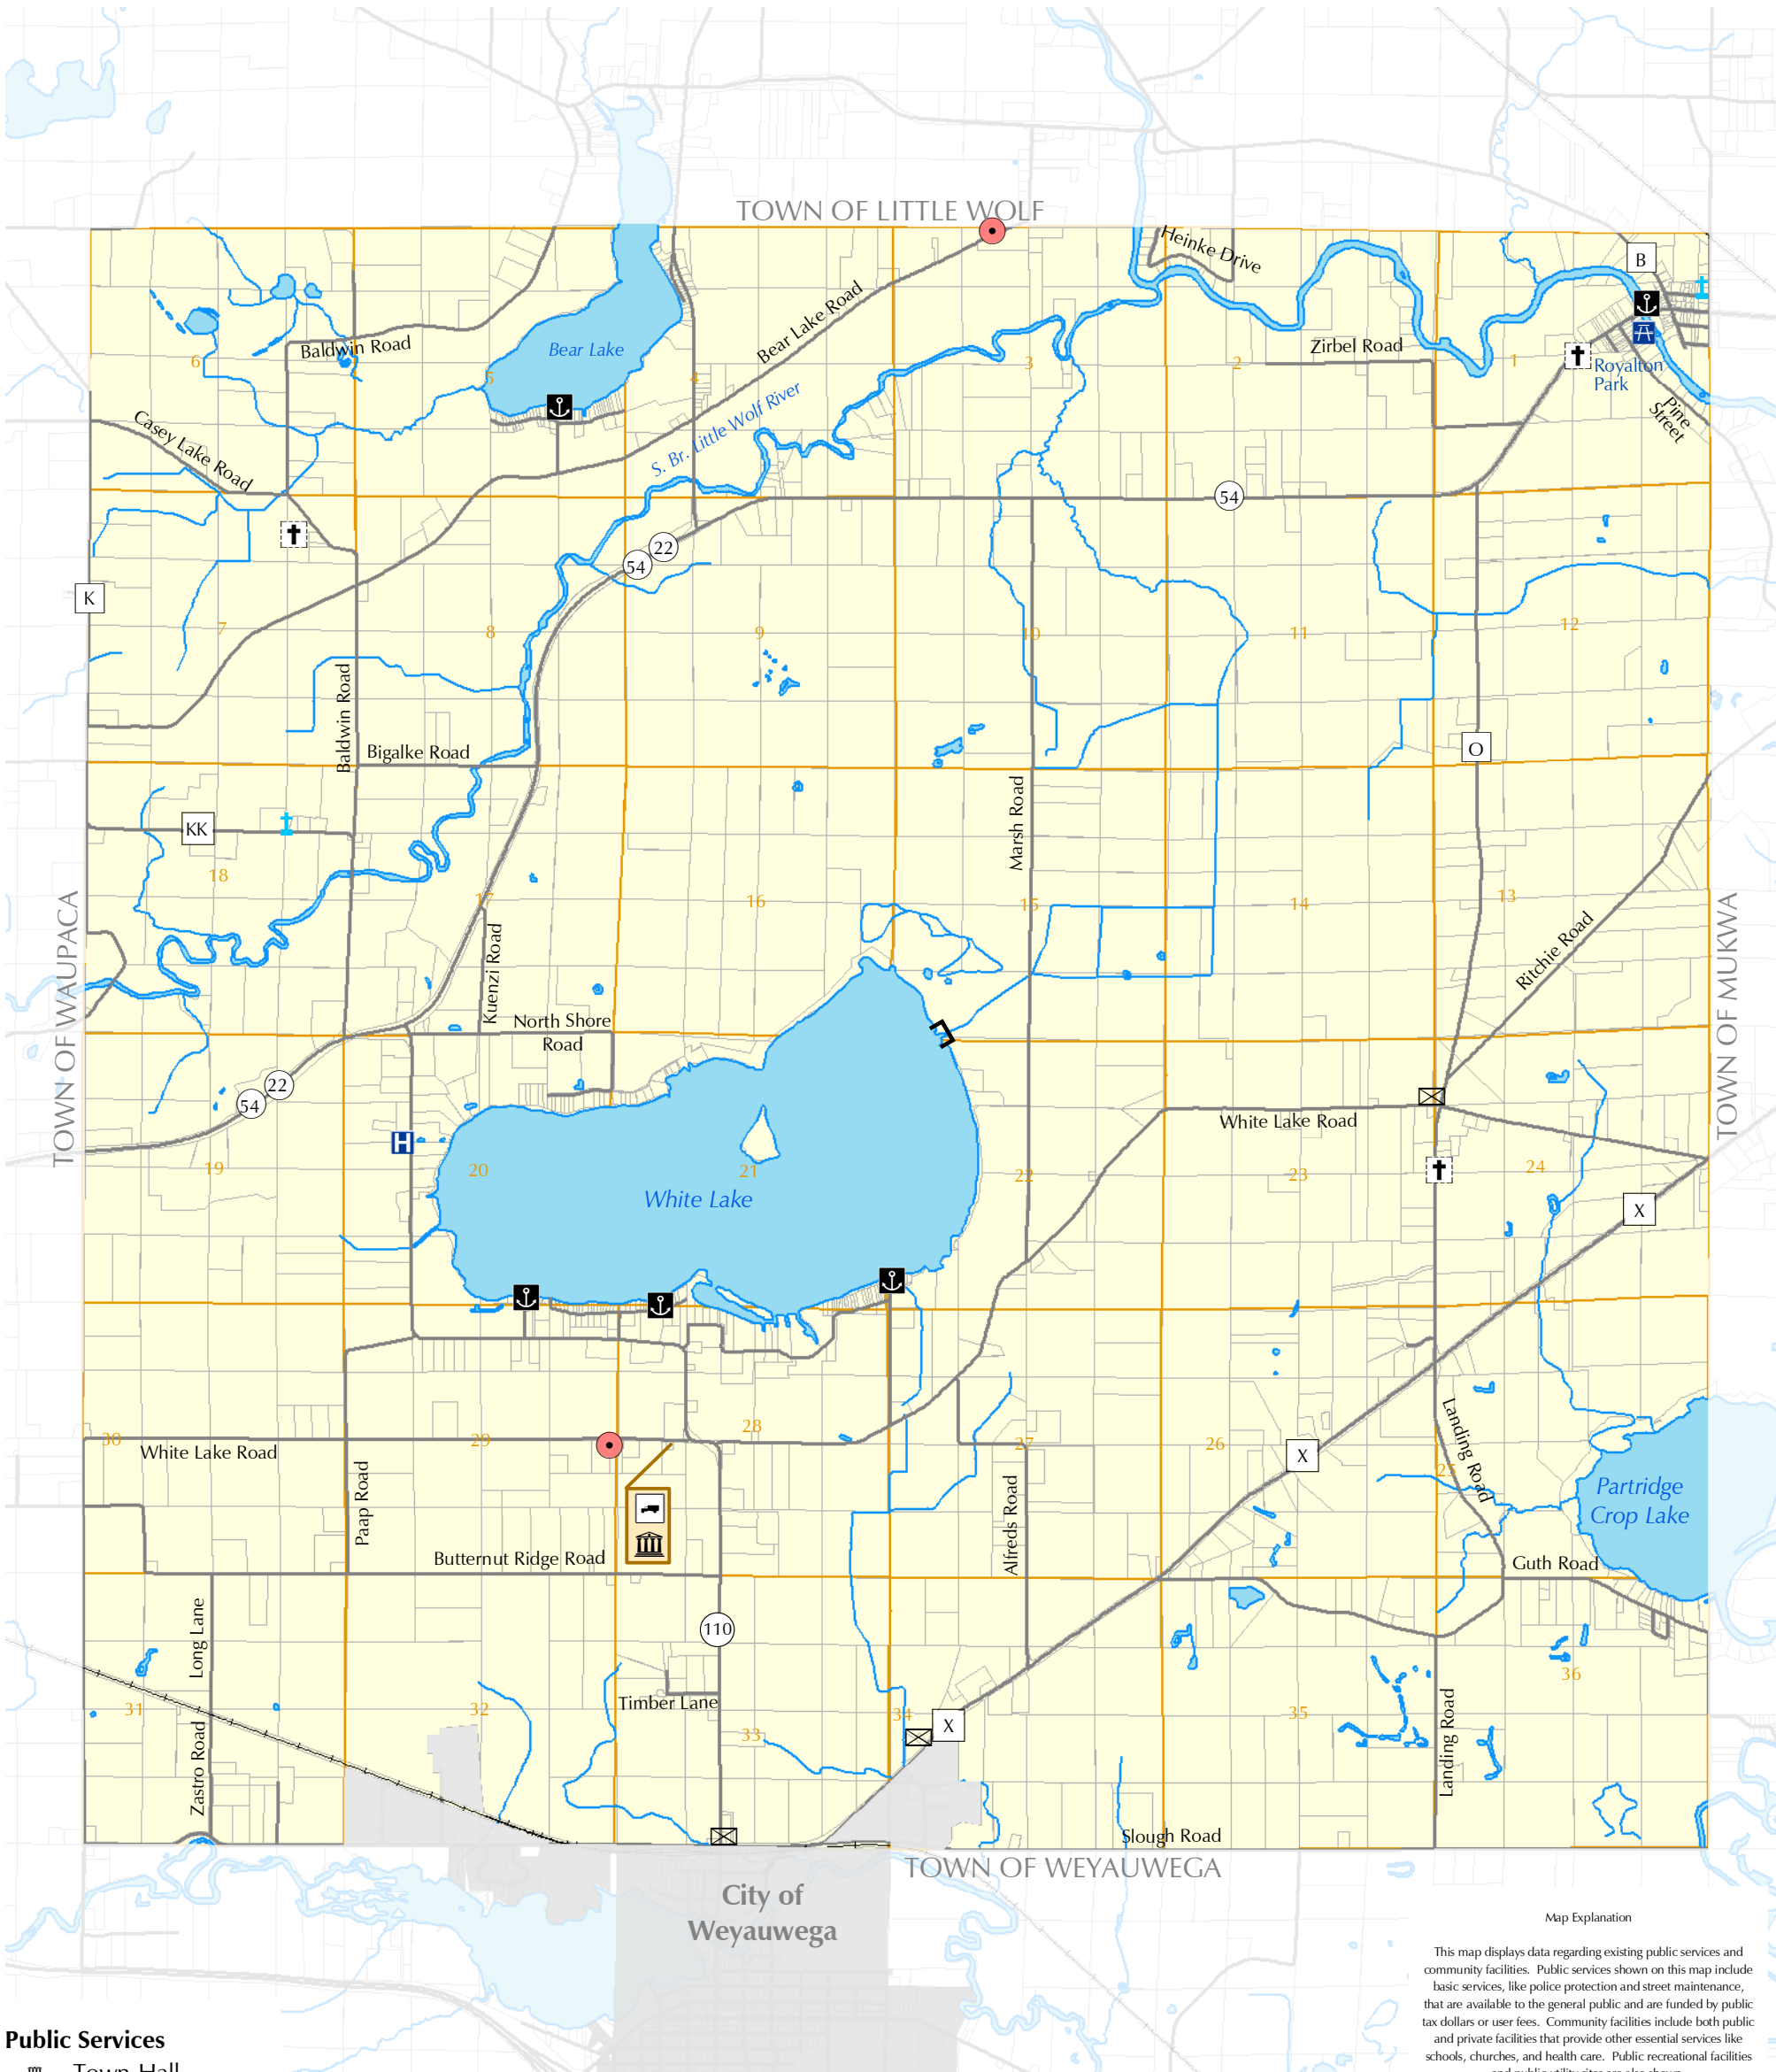 TOWN OF LITTLE WOLF
Heinke Drive
B
Bear Lake Road
Baldwin Road
Bear Lake
Zirbel Road
6
5
4
3
2
1
Royalton
Park
Pine
Street
Casey Lake Road
S. Br. Little Wolf River
54
22
54
K
7
8
9
10
11
12
Baldwin Road
Bigalke Road
O
KK
Marsh Road
18
17
16
15
14
13
Ritchie Road
TOWN OF WAUPACA
TOWN OF MUKWA
Kuenzi Road
North Shore
Road
22
54
White Lake Road
19
20
21
22
23
24
White Lake
X
28
30
29
27
26
25
White Lake Road
X
Landing Road
Paap Road
Partridge
Crop Lake
Alfreds Road
Butternut Ridge Road
Guth Road
Long Lane
110
36
31
32
Timber Lane
33
34
X
35
Zastro Road
Landing Road
Slough Road
TOWN OF WEYAUWEGA
City of
Weyauwega
Map Explanation
This map displays data regarding existing public services and
community facilities. Public services shown on this map include
basic services, like police protection and street maintenance,
that are available to the general public and are funded by public
tax dollars or user fees. Community facilities include both public
and private facilities that provide other essential services like
schools, churches, and health care. Public recreational facilities
Public Services
Town Hall